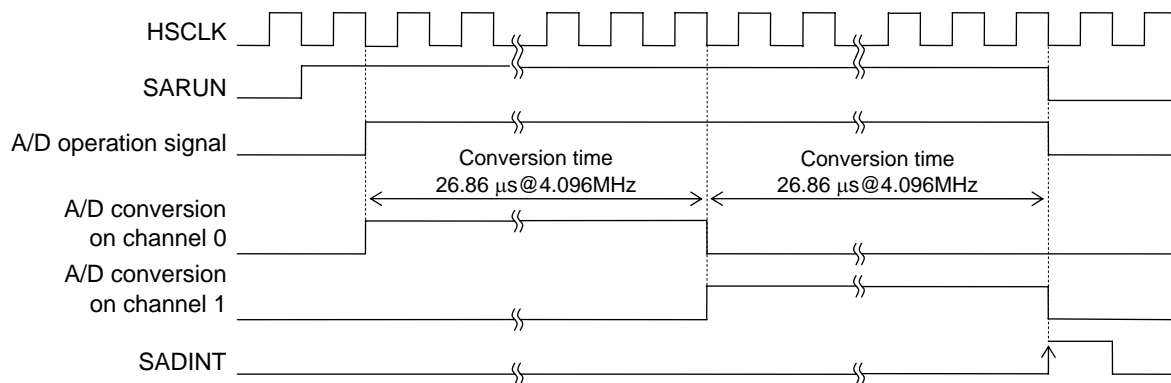 HSCLK
SARUN
A/D operation signal
Conversion time
26.86 μs@4.096MHz
Conversion time
26.86 μs@4.096MHz
A/D conversion
on channel 0
A/D conversion
on channel 1
SADINT